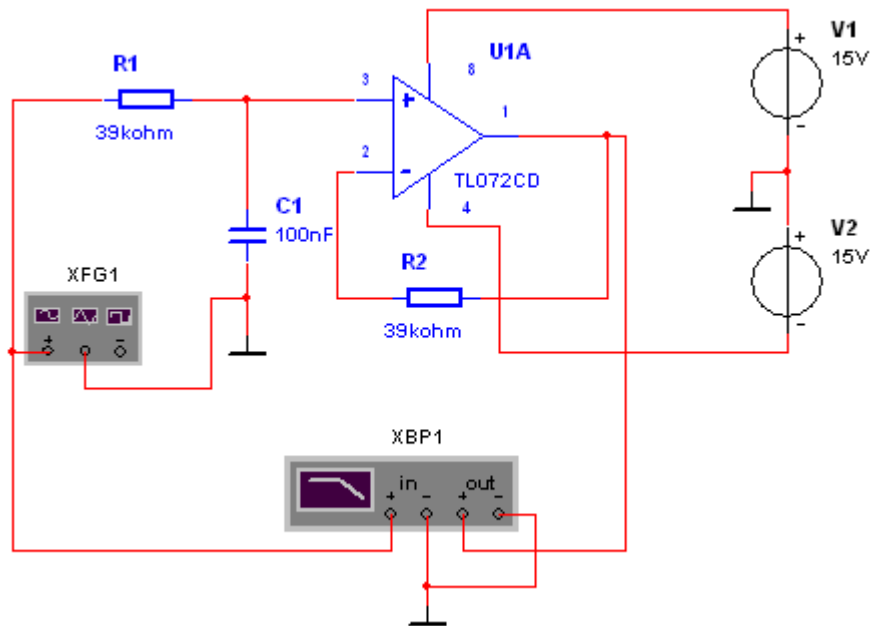 V1
15V
U1A
8
R1
39kohm
3
1
2
TL072CD
4
C1
100nF
V2
15V
R2
39kohm
XFG1
XBP1
in
out